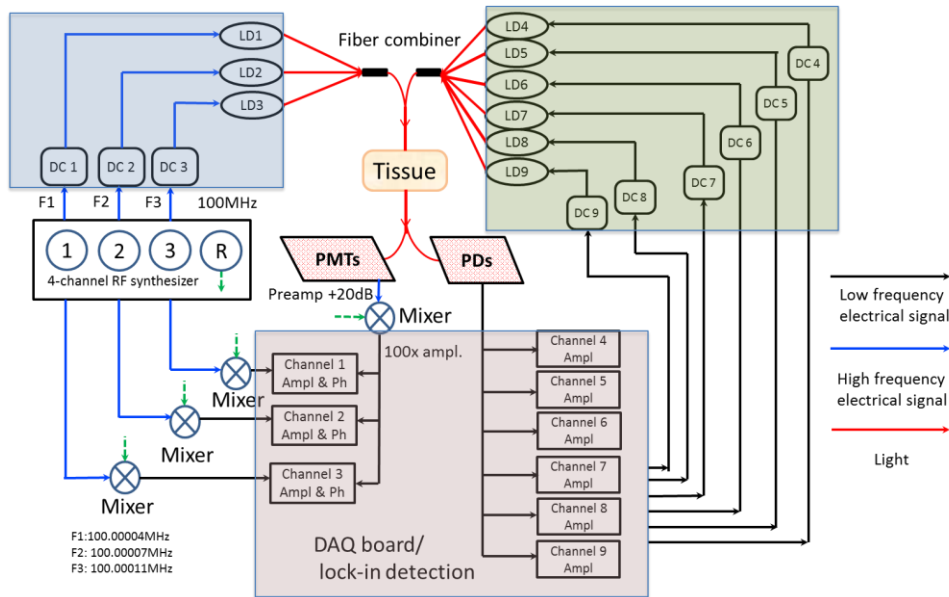 LD1
LD2
LD3
DC 1
DC 2
DC 3
F1
F2
F3
100MHz
Fiber combiner
LD4
LD5
LD6
LD7
LD8
LD9
DC 4
DC 5
DC 6
DC 7
DC 8
DC 9
Tissue
1
2
3
R
4-channel RF synthesizer
PMTs
PDs
Preamp +20dB
Mixer
100x ampl.
Mixer
Mixer
Mixer
Channel 1
Ampl & Ph
Channel 2
Ampl & Ph
Channel 3
Ampl & Ph
Channel 4
Ampl
Channel 5
Ampl
Channel 6
Ampl
Channel 7
Ampl
Channel 8
Ampl
Channel 9
Ampl
DAQ board/
lock-in detection
F1:100.00004MHz
F2: 100.00007MHz
F3: 100.00011MHz
Low frequency
electrical signal
High frequency
electrical signal
Light